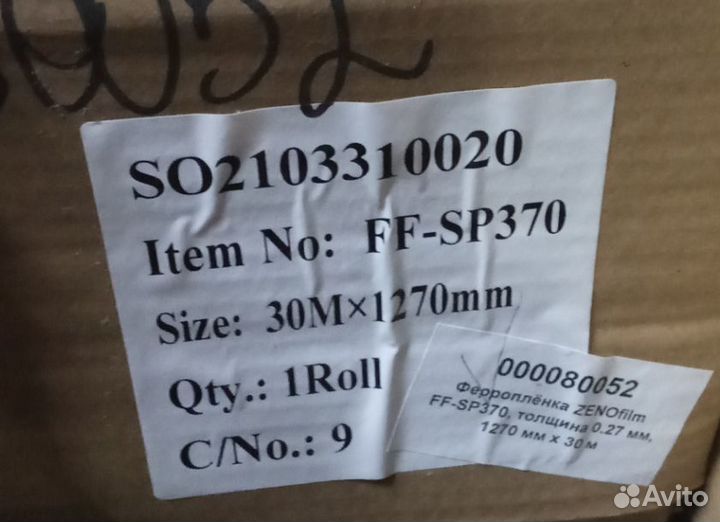 SO2103310020
Item No: FF-SP370
Size: 30M×1270mm
Qty.: 1Roll
C/No.: 9
000080052
Ферроплёнка ZENOfilm
FF-SP370, толщина 0.27 мм,
1270 мм x 30м
Avito